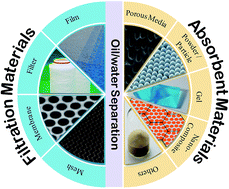 Filtration Materials
Film
Filter
Membrane
Mesh
Oil/water Separation
Absorbent Materials
Porous Media
Powder/
Particle
Gel
Nano-
Composite
Others